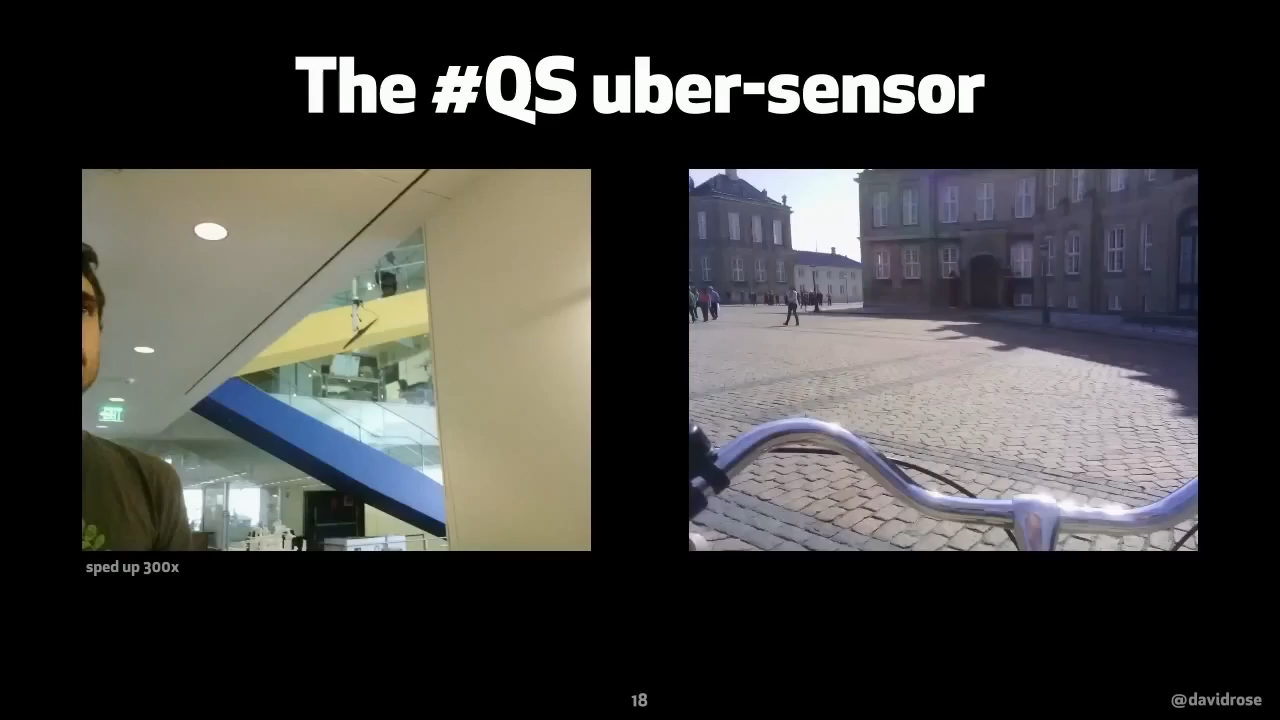 The #QS uber-sensor
EXIT
sped up 300x
18
@davidrose